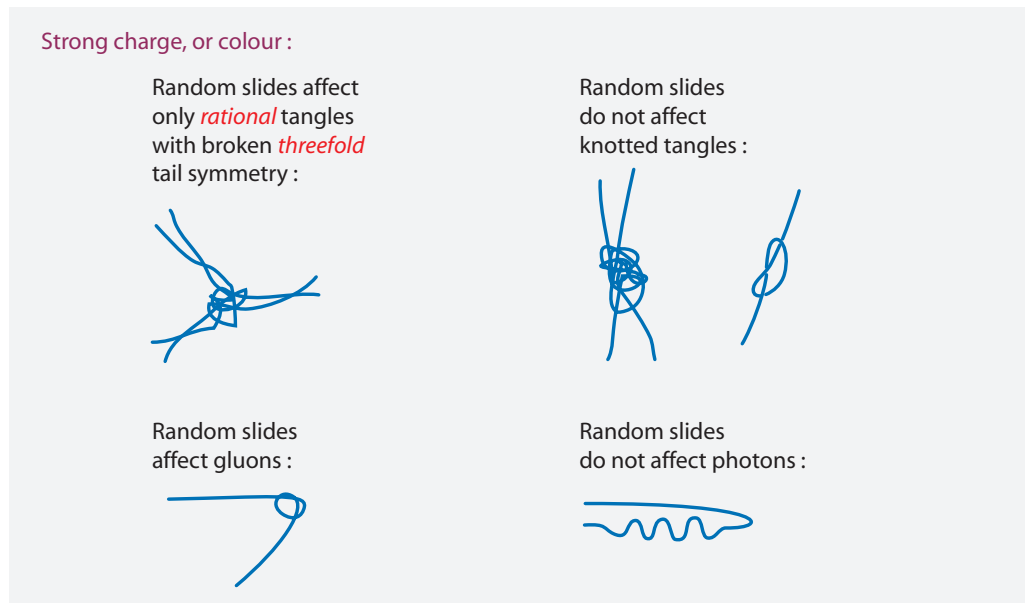 Strong charge, or colour :
Random slides affect
only rational tangles
with broken threefold
tail symmetry :
Random slides
do not affect
knotted tangles :
Random slides
affect gluons :
Random slides
do not affect photons :